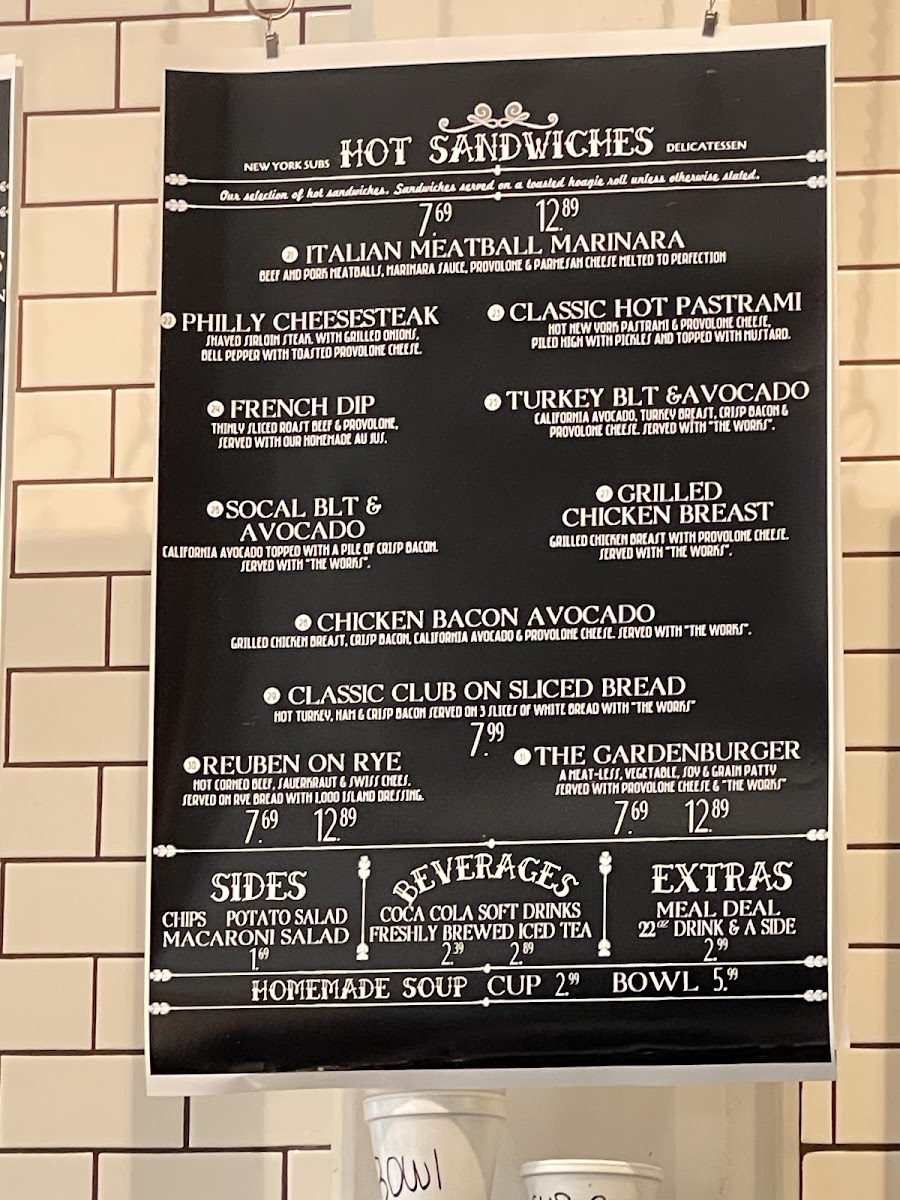 NEW YORK SUBS HOT SANDWICHES DELICATESSEN
Our selection of hot sandwiches. Sandwiches served on a toasted hoagie roll unless otherwise stated.
7.69 12.89
21 ITALIAN MEATBALL MARINARA
BEEF AND PORK MEATBALLS, MARINARA SAUCE, PROVOLONE & PARMESAN CHEESE MELTED TO PERFECTION
22 PHILLY CHEESESTEAK
SHAVED SIRLOIN STEAK, WITH GRILLED ONIONS,
BELL PEPPER WITH TOASTED PROVOLONE CHEESE.
23 CLASSIC HOT PASTRAMI
HOT NEW YORK PASTRAMI & PROVOLONE CHEESE,
PILED HIGH WITH PICKLES AND TOPPED WITH MUSTARD.
24 FRENCH DIP
THINLY SLICED ROAST BEEF & PROVOLONE,
SERVED WITH OUR HOMEMADE AU JUS.
25 TURKEY BLT &AVOCADO
CALIFORNIA AVOCADO, TURKEY BREAST, CRISP BACON &
PROVOLONE CHEESE. SERVED WITH "THE WORKS".
26 SOCAL BLT &
AVOCADO
CALIFORNIA AVOCADO TOPPED WITH A PILE OF CRISP BACON.
SERVED WITH "THE WORKS".
27 GRILLED
CHICKEN BREAST
GRILLED CHICKEN BREAST WITH PROVOLONE CHEESE.
SERVED WITH "THE WORKS".
28 CHICKEN BACON AVOCADO
GRILLED CHICKEN BREAST, CRISP BACON, CALIFORNIA AVOCADO & PROVOLONE CHEESE. SERVED WITH "THE WORKS".
29 CLASSIC CLUB ON SLICED BREAD
HOT TURKEY, HAM & CRISP BACON SERVED ON 3 SLICES OF WHITE BREAD WITH "THE WORKS"
7.99
30 REUBEN ON RYE
HOT CORNED BEEF, SAUERKRAUT & SWISS CHEES.
SERVED ON RYE BREAD WITH 1,000 ISLAND DRESSING.
7.69 12.89
31 THE GARDENBURGER
A MEAT-LESS, VEGETABLE, SOY & GRAIN PATTY
SERVED WITH PROVOLONE CHEESE & "THE WORKS"
7.69 12.89
SIDES
CHIPS POTATO SALAD
MACARONI SALAD
1.69
BEVERAGES
COCA COLA SOFT DRINKS
FRESHLY BREWED ICED TEA
2.39 2.89
EXTRAS
MEAL DEAL
22oz DRINK & A SIDE
2.99
HOMEMADE SOUP CUP 2.99 BOWL 5.99
BOWL